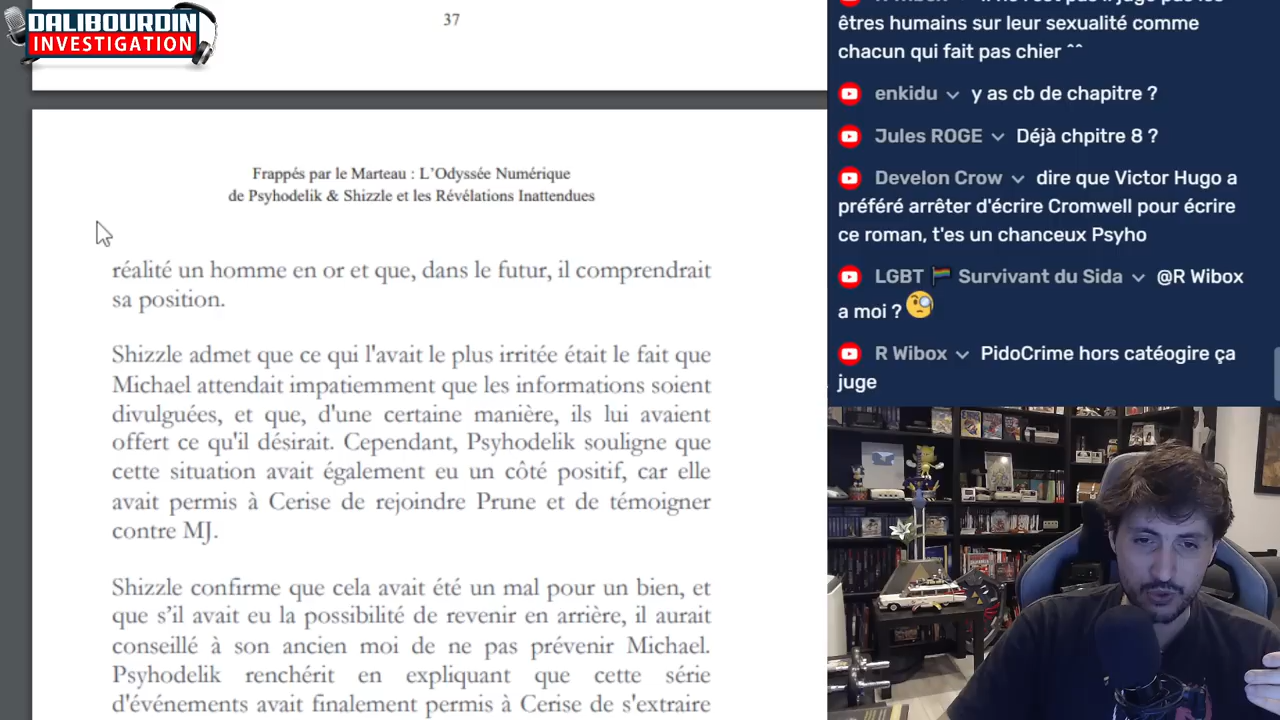 DALIBOURDIN
INVESTIGATION
37
Frappés par le Marteau : L'Odyssée Numérique
de Psyhodelik & Shizzle et les Révélations Inattendues
réalité un homme en or et que, dans le futur, il comprendrait
sa position.
Shizzle admet que ce qui l'avait le plus irritée était le fait que
Michael attendait impatiemment que les informations soient
divulguées, et que, d'une certaine manière, ils lui avaient
offert ce qu'il désirait. Cependant, Psyhodelik souligne que
cette situation avait également eu un côté positif, car elle
avait permis à Cerise de rejoindre Prune et de témoigner
contre MJ.
Shizzle confirme que cela avait été un mal pour un bien, et
que s'il avait eu la possibilité de revenir en arrière, il aurait
conseillé à son ancien moi de ne pas prévenir Michael.
Psyhodelik renchérit en expliquant que cette série
d'événements avait finalement permis à Cerise de s'extraire
êtres humains sur leur sexualité comme
chacun qui fait pas chier ^^
enkidu y as cb de chapitre ?
Jules ROGE Déjà chpitre 8 ?
Develon Crow dire que Victor Hugo a
préféré arrêter d'écrire Cromwell pour écrire
ce roman, t'es un chanceux Psyho
LGBT 🏳️‍🌈 Survivant du Sida @R Wibox
a moi ? 🧐
R Wibox PidoCrime hors catéogire ça
juge